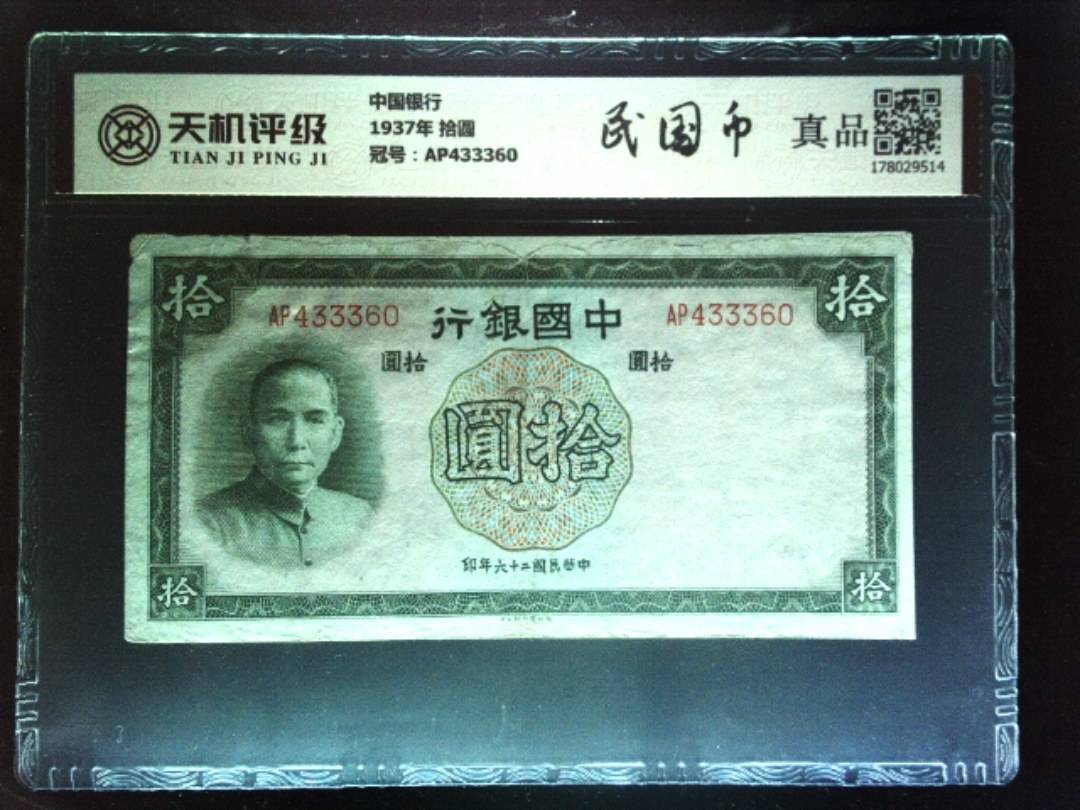 天机评级
TIAN JI PING JI
中国银行
1937年 拾圆
冠号：AP433360
民国币
真品
178029514
拾
AP433360
行銀國中
AP433360
拾
圓拾
圓拾
圓拾
印年六十二國民華中
拾
拾